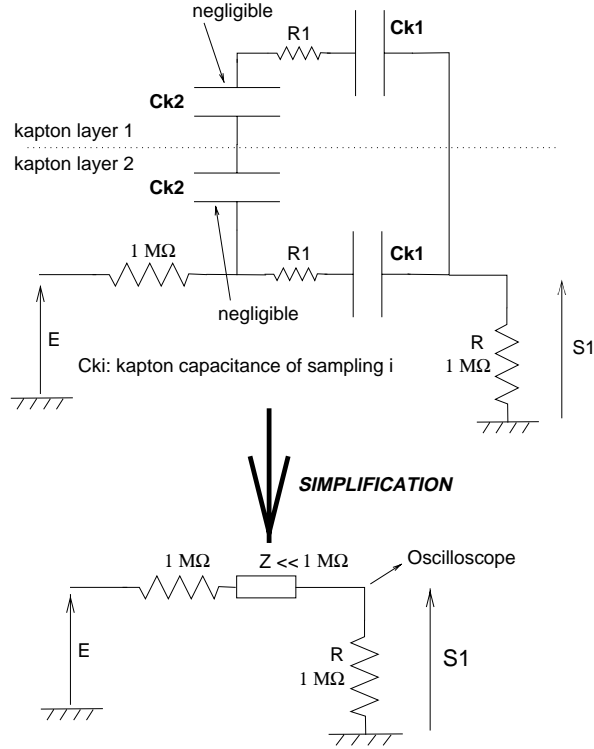 negligible
R1
Ck1
Ck2
kapton layer 1
kapton layer 2
Ck2
1 MΩ
R1
Ck1
negligible
E
R
1 MΩ
S1
Cki: kapton capacitance of sampling i
SIMPLIFICATION
1 MΩ
Z << 1 MΩ
Oscilloscope
E
R
1 MΩ
S1